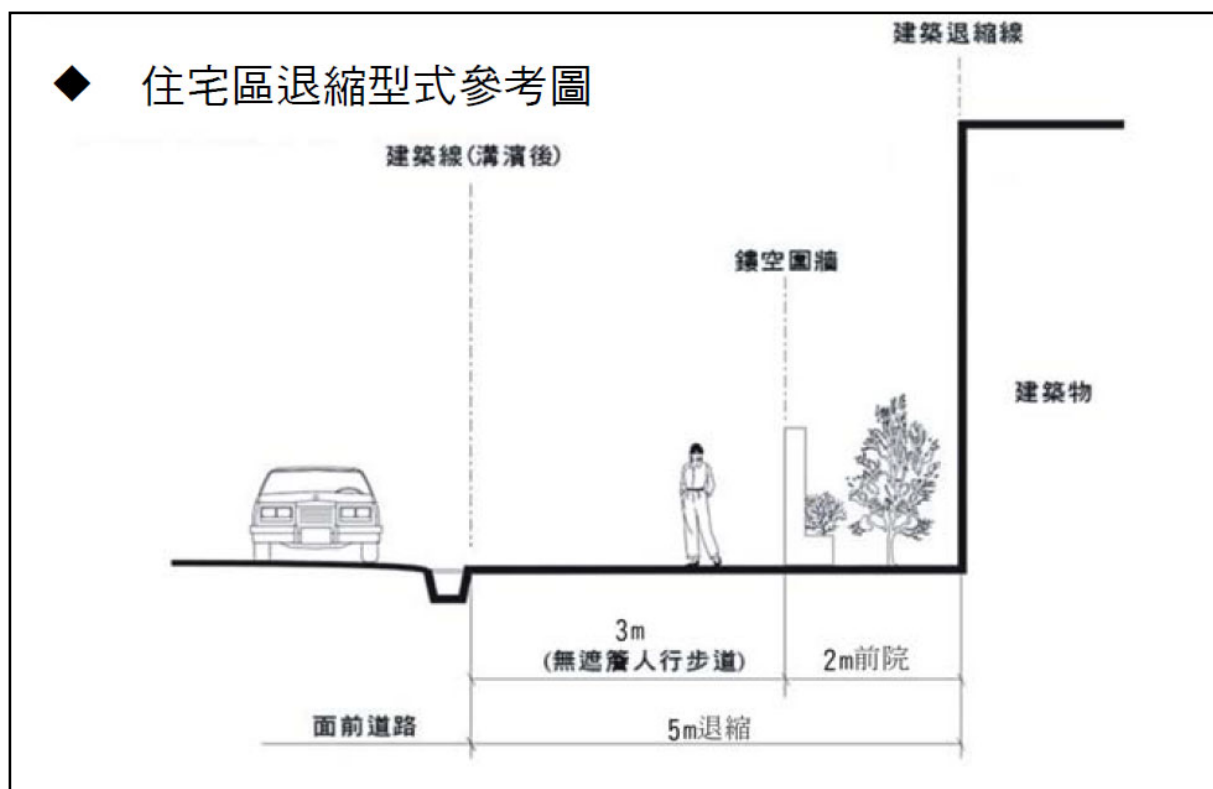 建築退縮線
◆ 住宅區退縮型式參考圖
建築線(溝濱後)
鏤空圍牆
建築物
3m
(無遮簷人行步道)
2m前院
面前道路
5m退縮